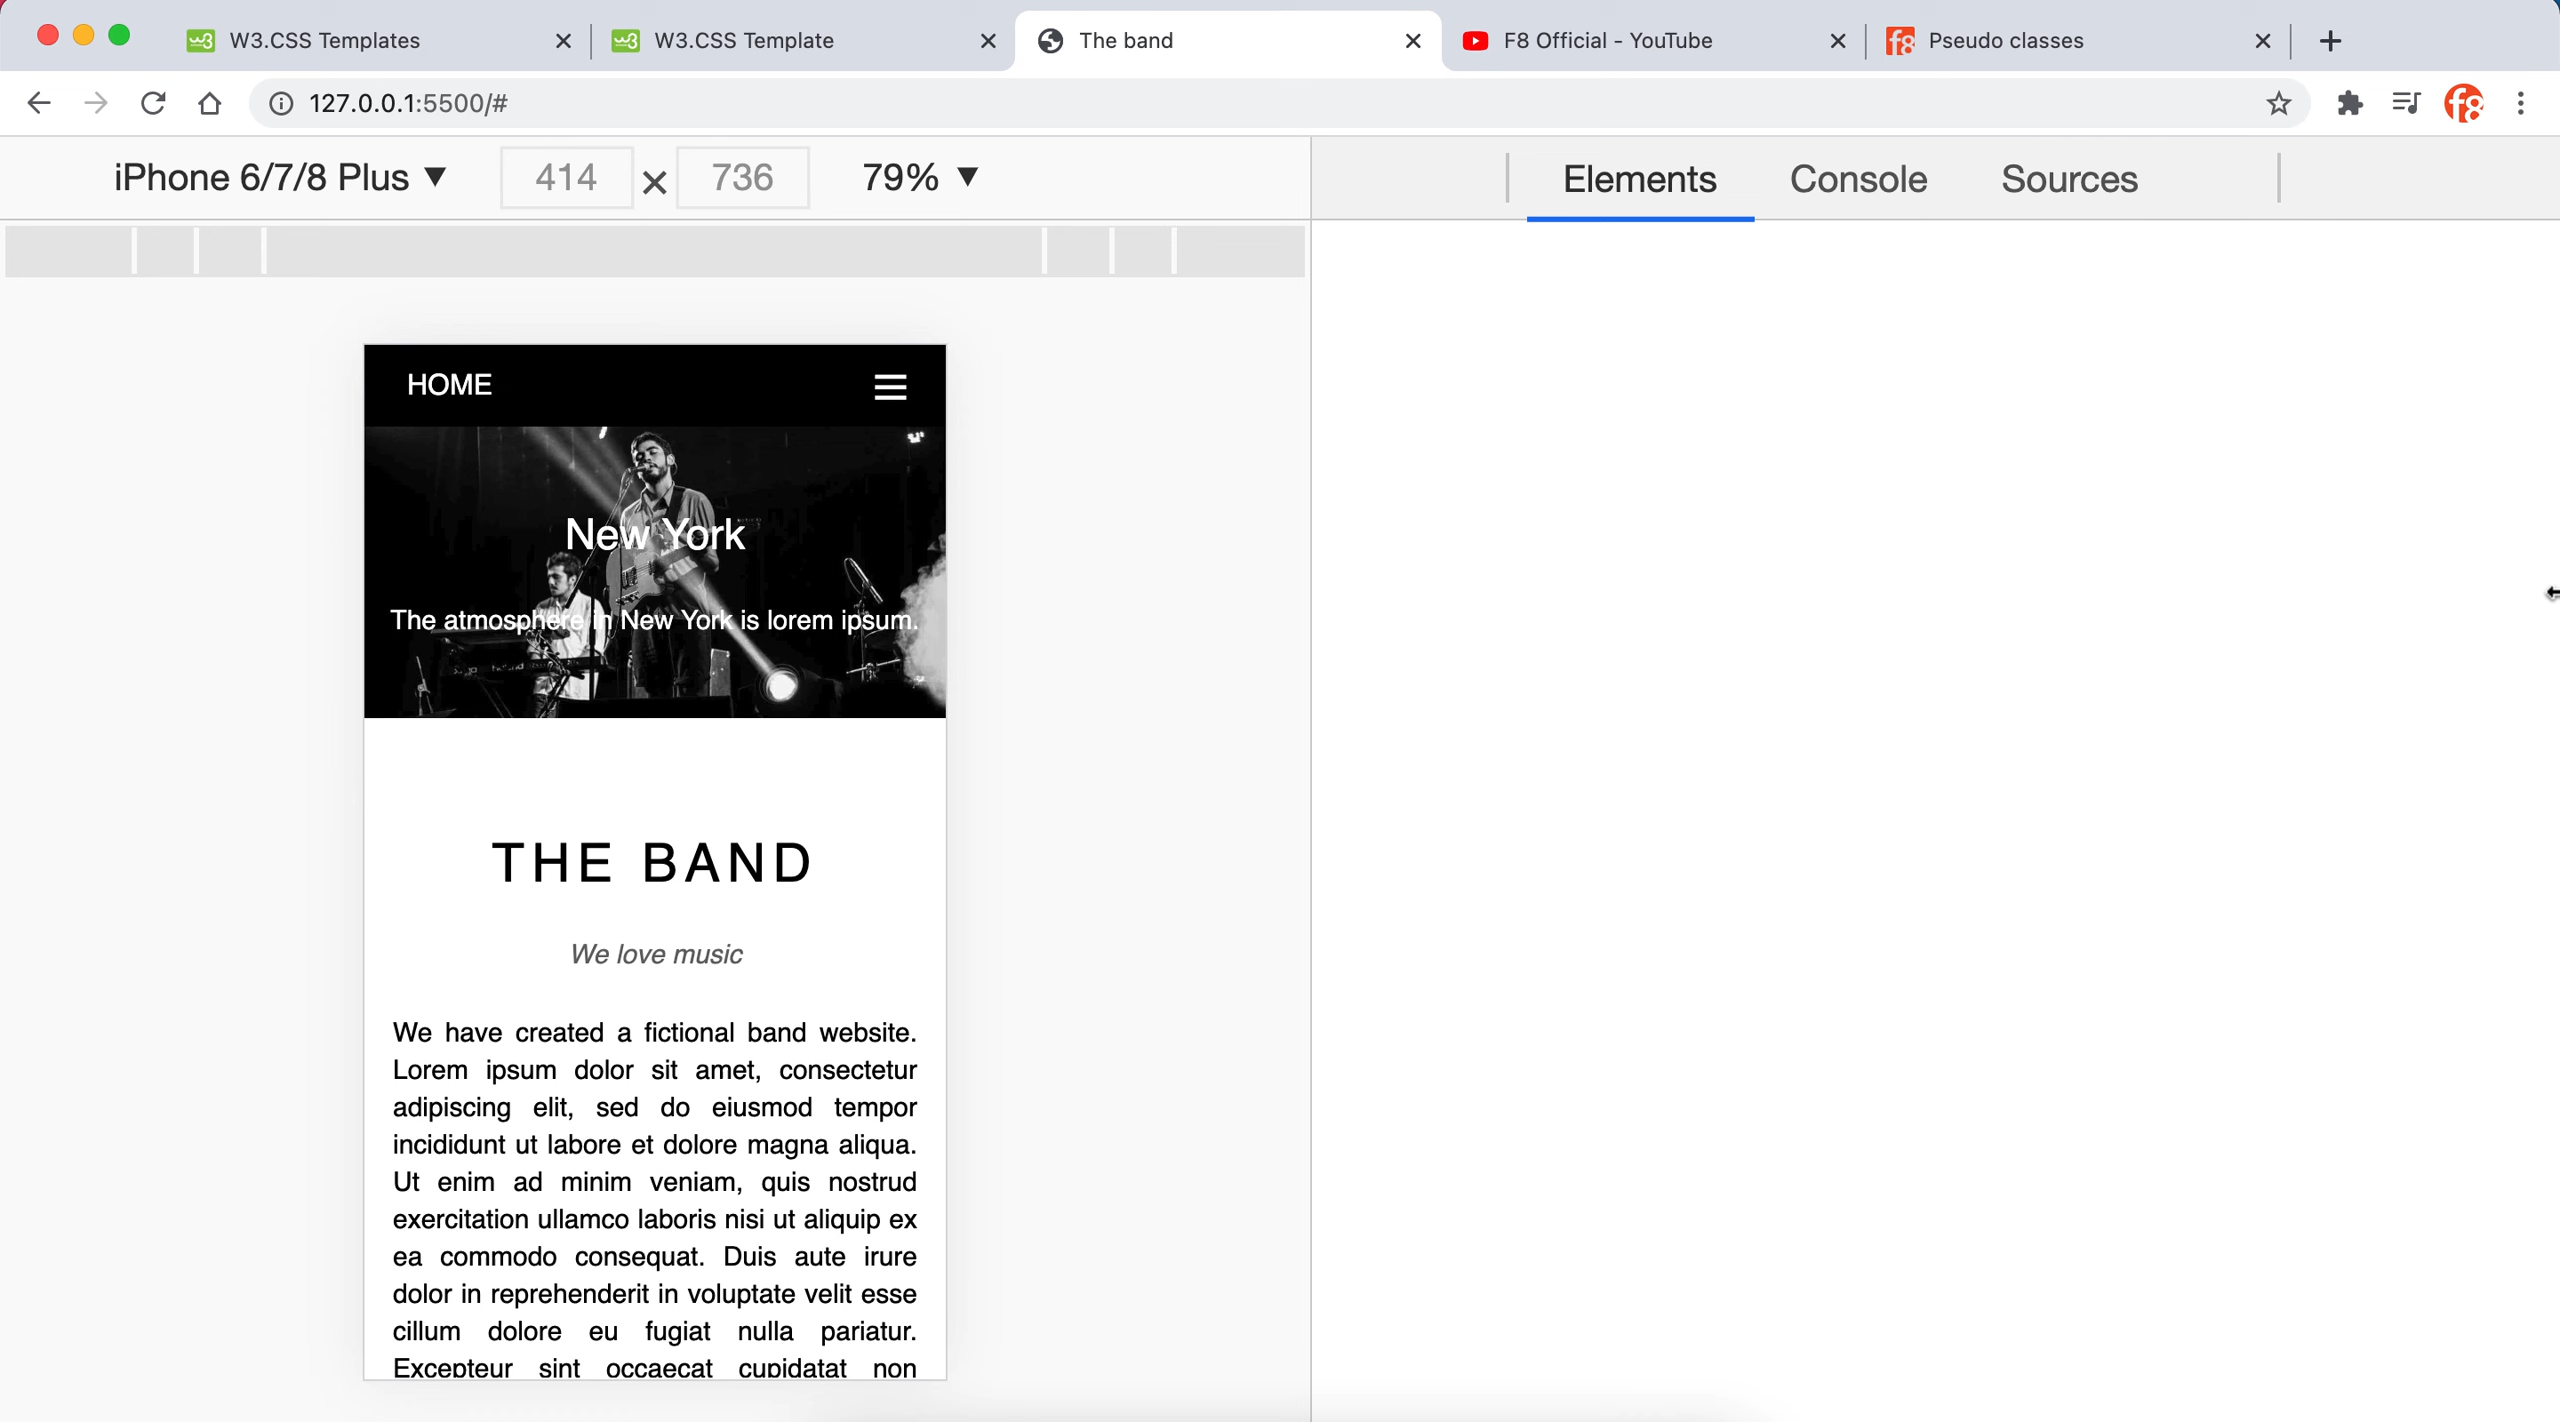 W3.CSS Templates
W3.CSS Template
The band
F8 Official - YouTube
Pseudo classes
127.0.0.1:5500/#
iPhone 6/7/8 Plus ▼ 414 × 736 79% ▼
Elements Console Sources
HOME
New York
The atmosphere in New York is lorem ipsum.
THE BAND
We love music
We have created a fictional band website.
Lorem ipsum dolor sit amet, consectetur
adipiscing elit, sed do eiusmod tempor
incididunt ut labore et dolore magna aliqua.
Ut enim ad minim veniam, quis nostrud
exercitation ullamco laboris nisi ut aliquip ex
ea commodo consequat. Duis aute irure
dolor in reprehenderit in voluptate velit esse
cillum dolore eu fugiat nulla pariatur.
Excepteur sint occaecat cupidatat non